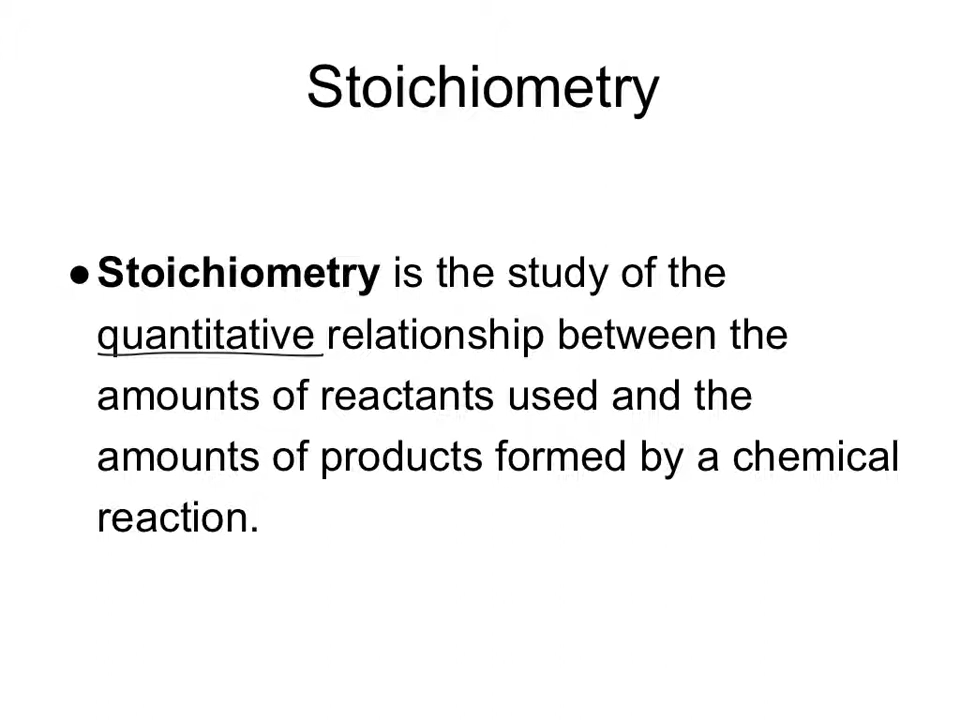 Stoichiometry
●Stoichiometry is the study of the
quantitative relationship between the
amounts of reactants used and the
amounts of products formed by a chemical
reaction.